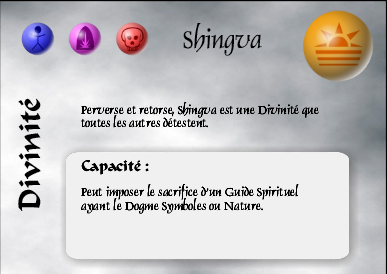 Shingva
Divinité
Perverse et retorse, Shingva est une Divinité que
toutes les autres détestent.
Capacité :
Peut imposer le sacrifice d'un Guide Spirituel
ayant le Dogme Symboles ou Nature.